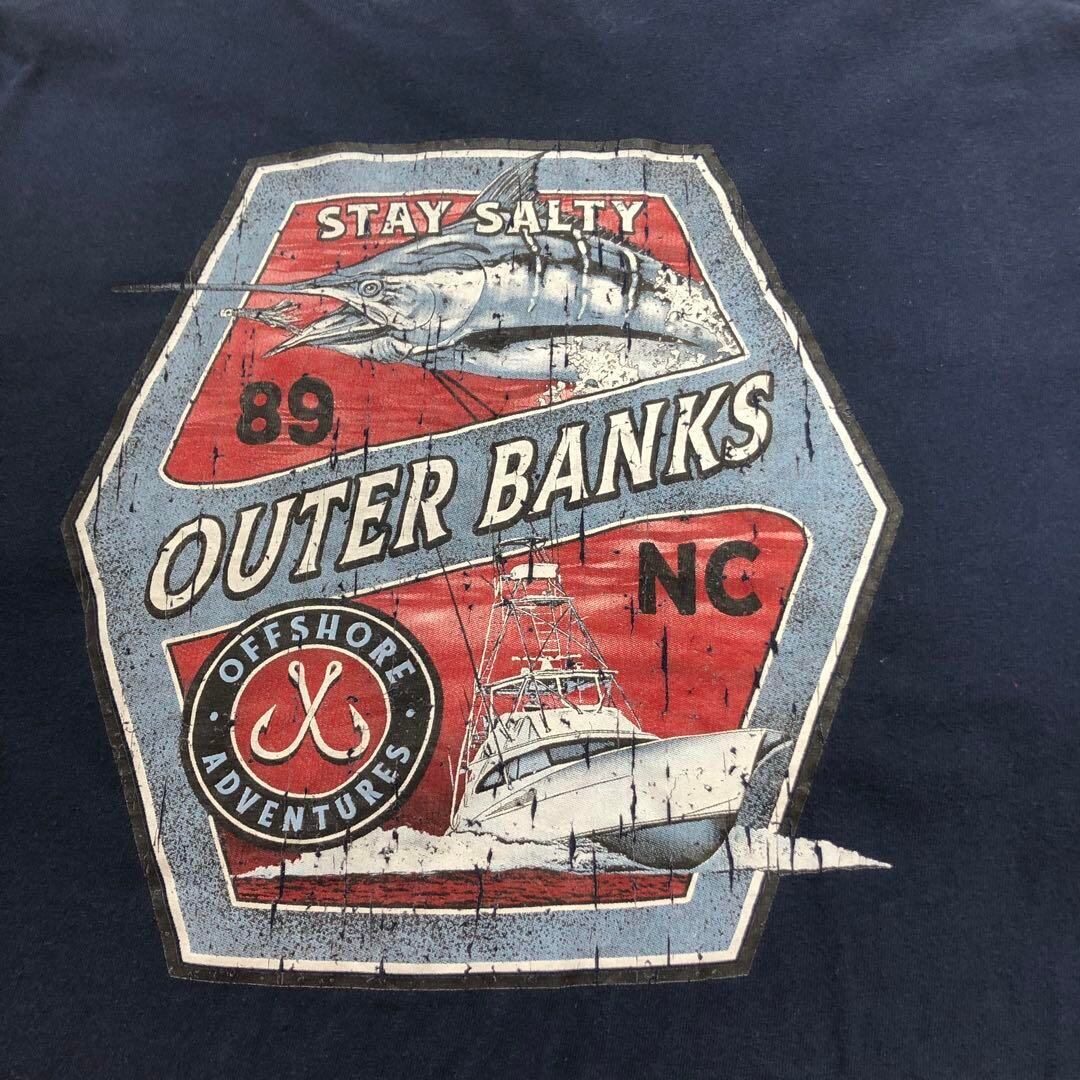 STAY SALTY
89
OUTER BANKS
NC
OFFSHORE
ADVENTURES